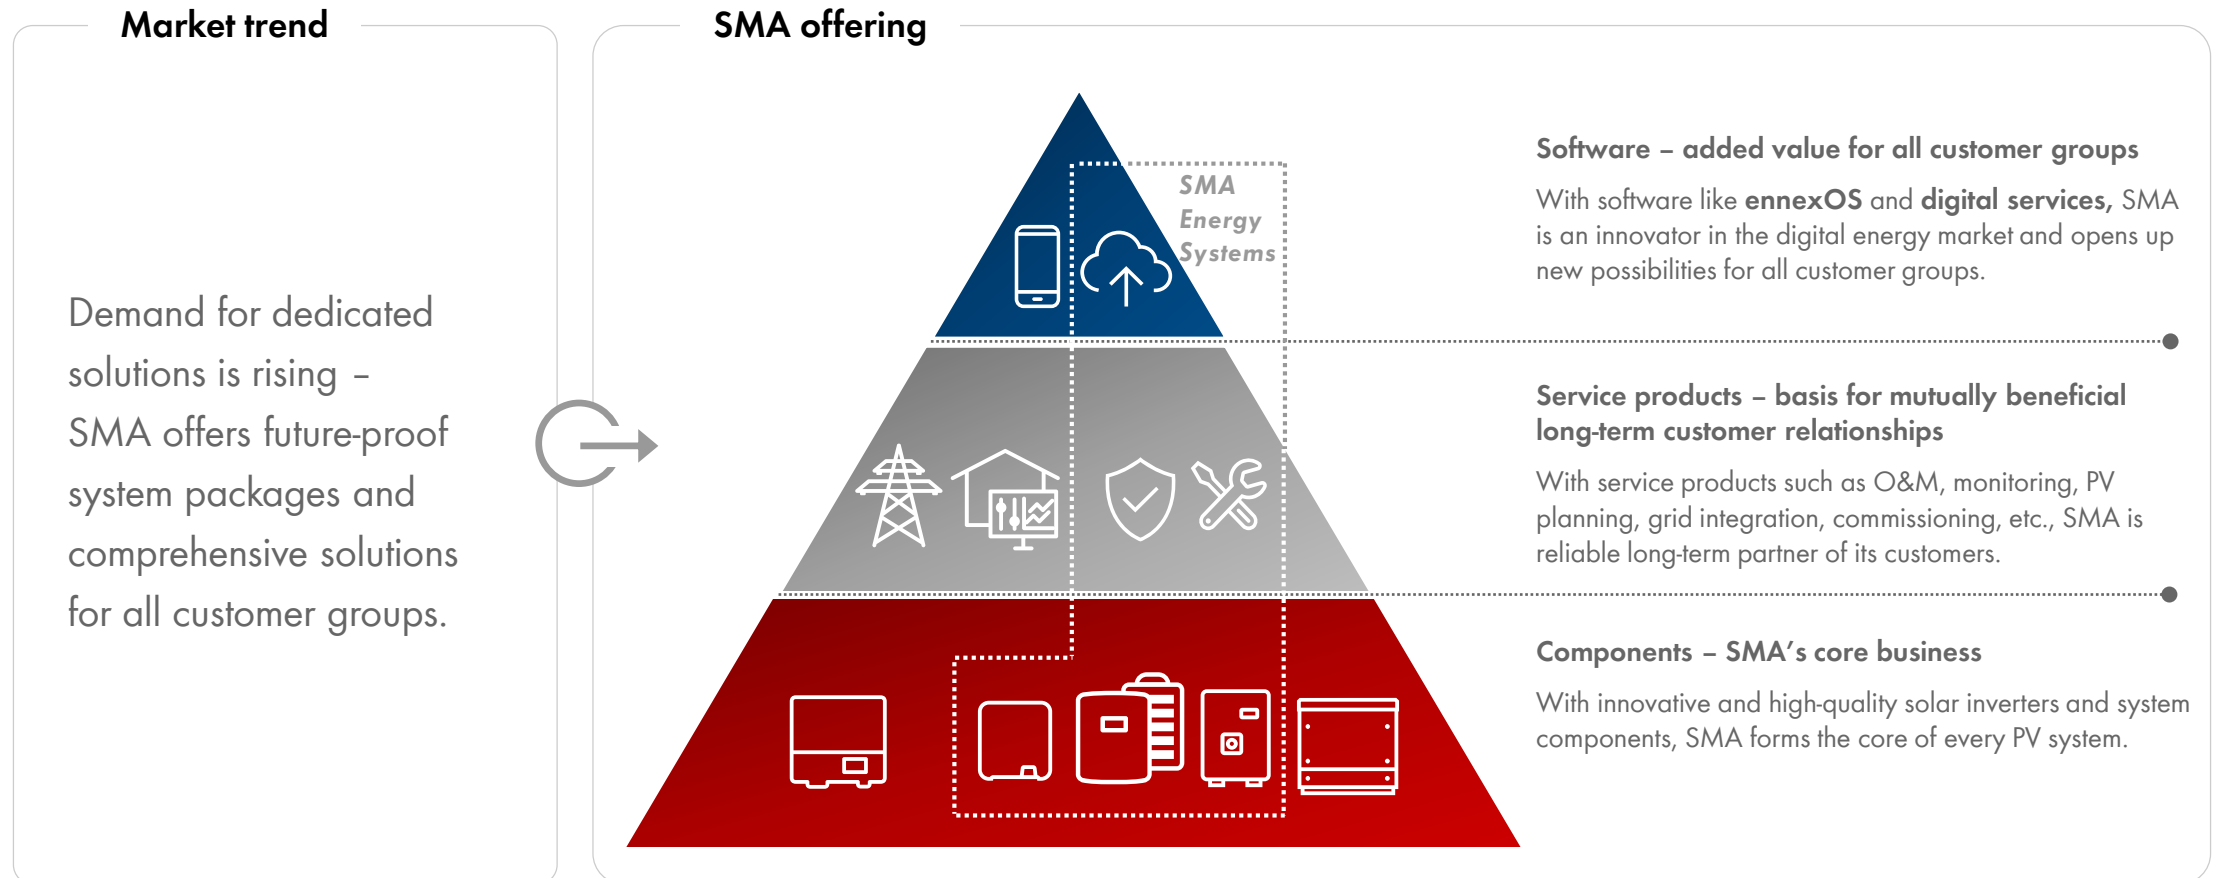 Market trend
Demand for dedicated
solutions is rising –
SMA offers future-proof
system packages and
comprehensive solutions
for all customer groups.
SMA offering
SMA
Energy
Systems
Software – added value for all customer groups
With software like ennexOS and digital services, SMA
is an innovator in the digital energy market and opens up
new possibilities for all customer groups.
Service products – basis for mutually beneficial
long-term customer relationships
With service products such as O&M, monitoring, PV
planning, grid integration, commissioning, etc., SMA is
reliable long-term partner of its customers.
Components – SMA’s core business
With innovative and high-quality solar inverters and system
components, SMA forms the core of every PV system.